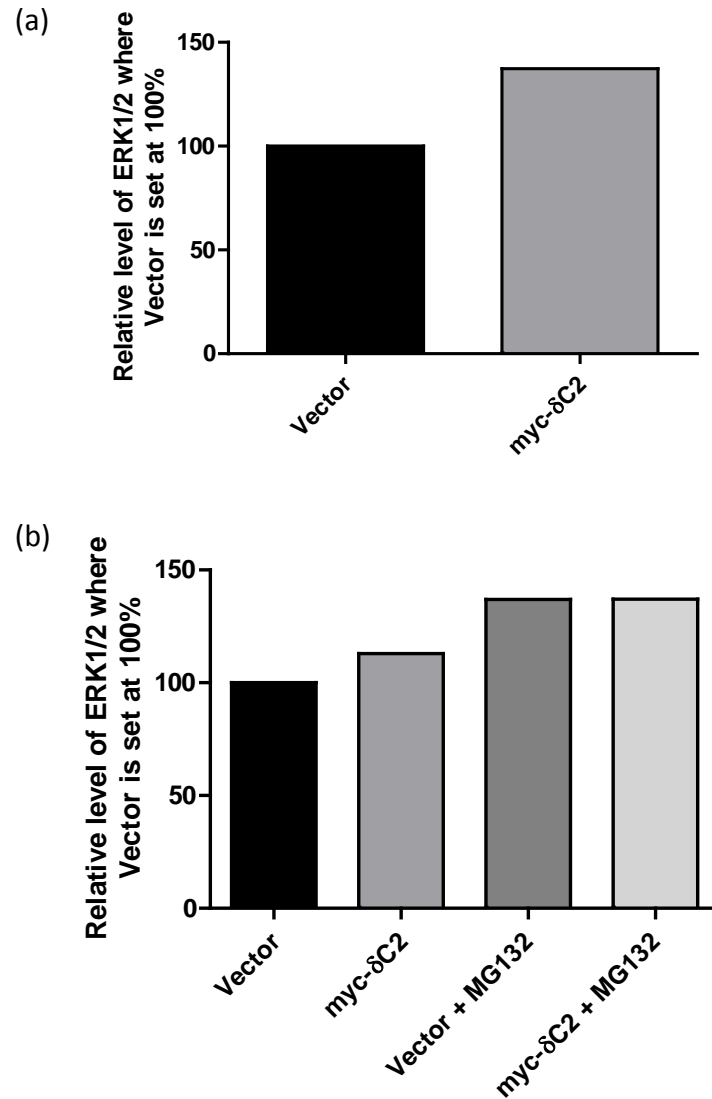 (a)
Relative level of ERK1/2 where
Vector is set at 100%
150
100
50
0
Vector
myc-δC2
(b)
Relative level of ERK1/2 where
Vector is set at 100%
150
100
50
0
Vector
myc-δC2
Vector + MG132
myc-δC2 + MG132